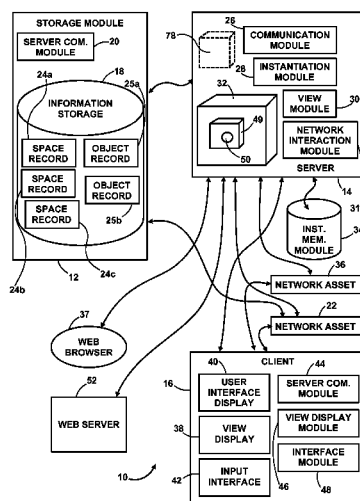 STORAGE MODULE
SERVER COM.
MODULE
20
24a
18
25a
INFORMATION
STORAGE
SPACE
RECORD
OBJECT
RECORD
SPACE
RECORD
OBJECT
RECORD
SPACE
RECORD
25b
24b
12
24c
78
26
COMMUNICATION
MODULE
28
INSTANTIATION
MODULE
32
49
VIEW
MODULE
30
50
NETWORK
INTERACTION
MODULE
SERVER
14
31
INST.
MEM.
MODULE
34
36
NETWORK ASSET
22
NETWORK ASSET
37
WEB
BROWSER
52
WEB SERVER
CLIENT
40
44
16
USER
INTERFACE
DISPLAY
SERVER COM.
MODULE
38
VIEW
DISPLAY
VIEW DISPLAY
MODULE
42
INPUT
INTERFACE
INTERFACE
MODULE
10
46
48